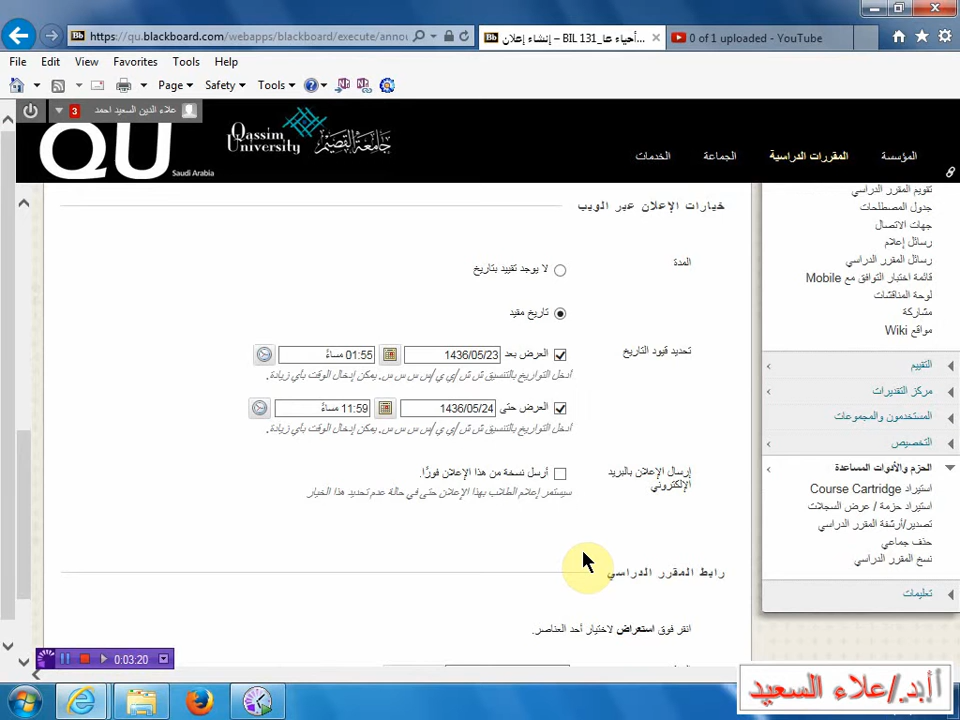 https://qu.blackboard.com/webapps/blackboard/execute/annou
أحياء عا_BIL 131 – إنشاء إعلان...
0 of 1 uploaded - YouTube
File Edit View Favorites Tools Help
Page Safety Tools
3 علاء الدين السعيد احمد
QU
Saudi Arabia
Qassim University
جامعة القصيم
المؤسسة
المقررات الدراسية
الجماعة
الخدمات
خيارات الإعلان عبر الويب
المدة
لا يوجد تقييد بتاريخ
تاريخ مقيد
تحديد قيود التاريخ
العرض بعد 1436/05/23 01:55 مساءً
أدخل التواريخ بالتنسيق ش ش/ي ي/س س س س. يمكن إدخال الوقت بأي زيادة.
العرض حتى 1436/05/24 11:59 مساءً
أدخل التواريخ بالتنسيق ش ش/ي ي/س س س س. يمكن إدخال الوقت بأي زيادة.
إرسال الإعلان بالبريد
الإلكتروني
أرسل نسخة من هذا الإعلان فورًا.
سيستمر إعلام الطلاب بهذا الإعلان حتى في حالة عدم تحديد هذا الخيار
رابط المقرر الدراسي
انقر فوق استعراض لاختيار أحد العناصر.
تقويم المقرر الدراسي
جدول المصطلحات
جهات الاتصال
رسائل إعلام
رسائل المقرر الدراسي
قائمة اختبار التوافق مع Mobile
لوحة المناقشات
مشاركة
مواقع Wiki
التقييم
مركز التقديرات
المستخدمون والمجموعات
التخصيص
الحزم والأدوات المساعدة
استيراد Course Cartridge
استيراد حزمة / عرض السجلات
تصدير/أرشفة المقرر الدراسي
حذف جماعي
نسخ المقرر الدراسي
تعليمات
0:03:20
أ.د./علاء السعيد